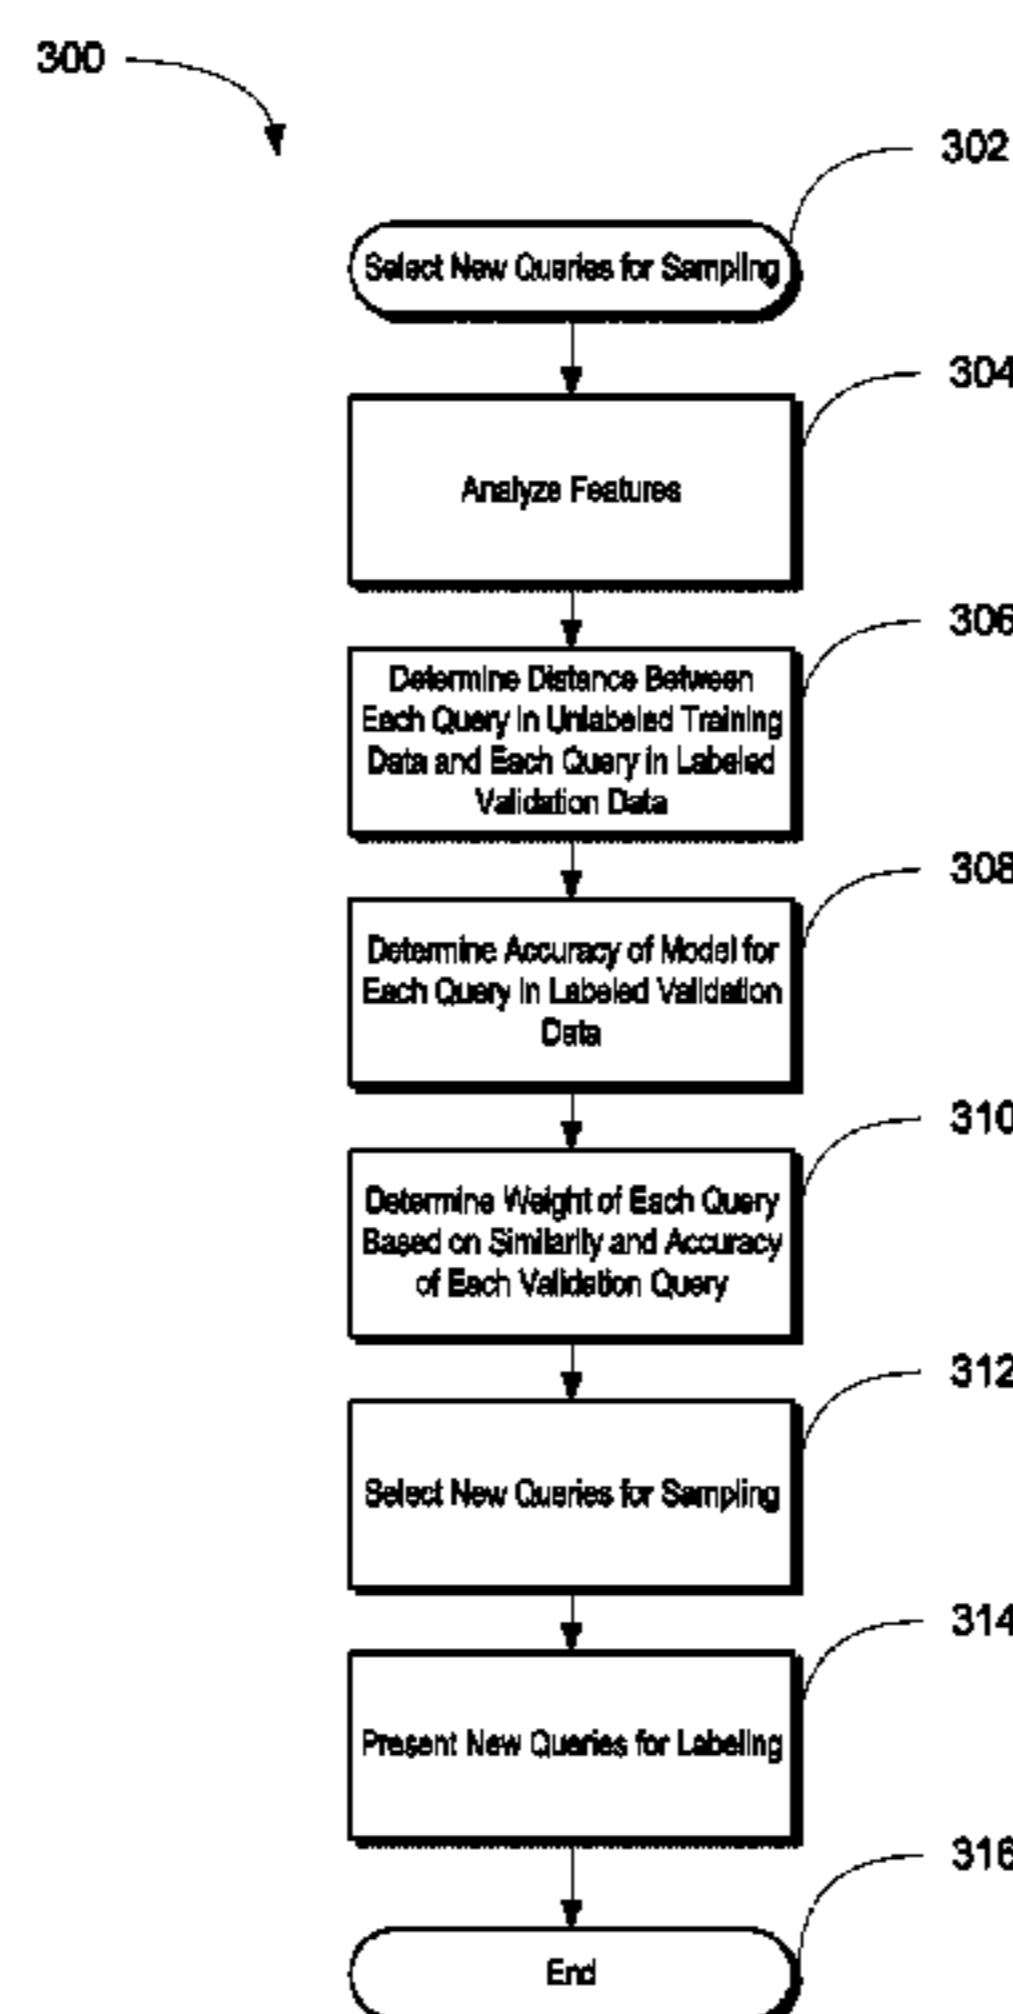 300
302
Select New Queries for Sampling
304
Analyze Features
306
Determine Distance Between
Each Query in Unlabeled Training
Data and Each Query in Labeled
Validation Data
308
Determine Accuracy of Model for
Each Query in Labeled Validation
Data
310
Determine Weight of Each Query
Based on Similarity and Accuracy
of Each Validation Query
312
Select New Queries for Sampling
314
Present New Queries for Labeling
316
End